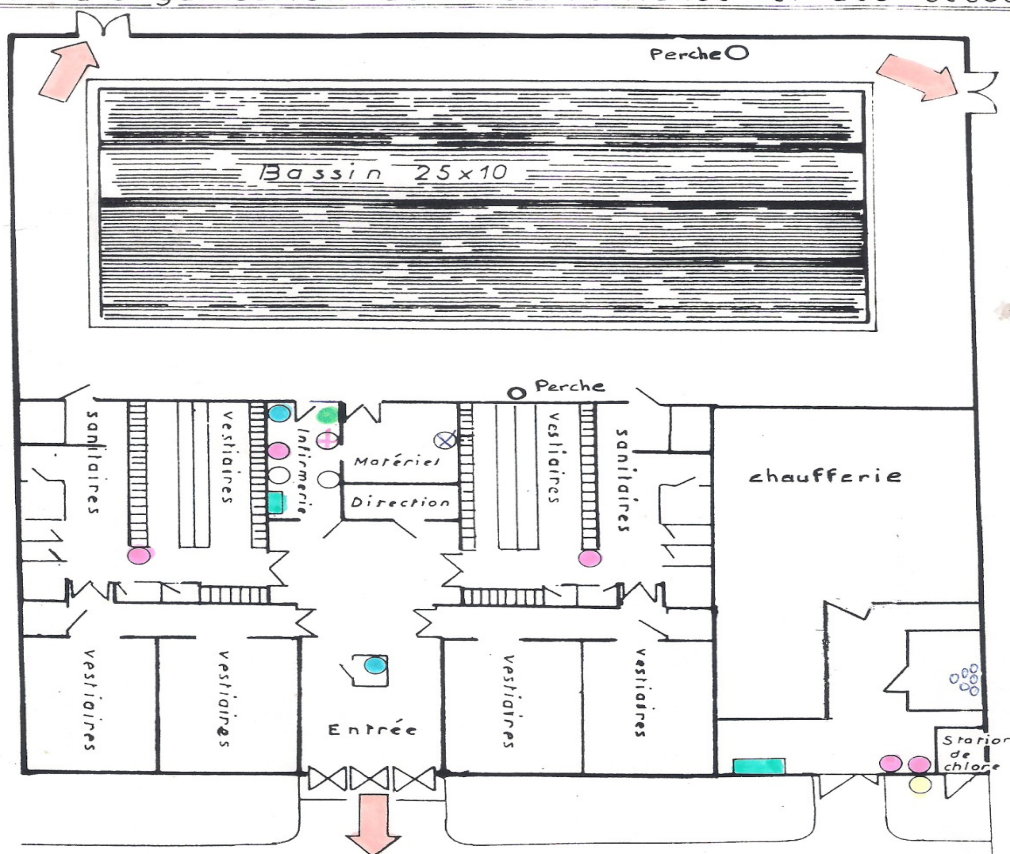 Perche
Bassin 25x10
Perche
sanitaires
vestiaires
Infirmerie
Matériel
Direction
vestiaires
sanitaires
chaufferie
vestiaires
vestiaires
Entrée
vestiaires
vestiaires
Station
de
chlore